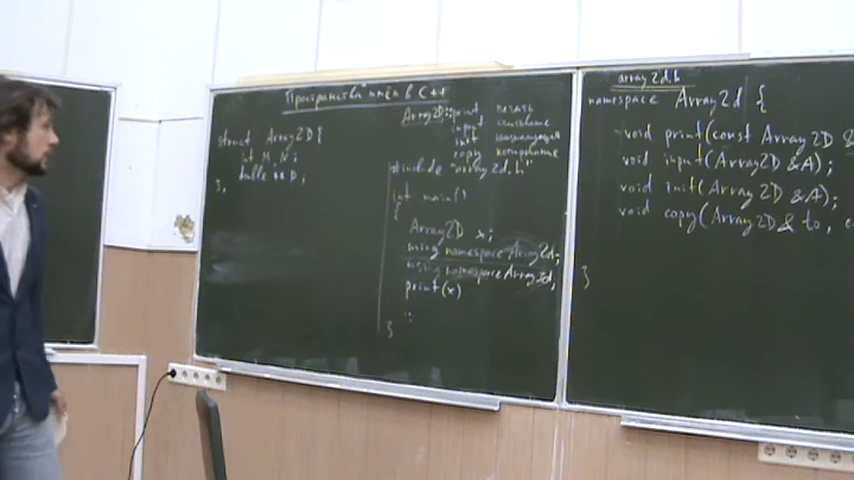 Пространства имён в C++
struct Array2D{
int M, N;
double ** D;
};
Array2D::print печать
input считывание
init инициализация
copy копирование
#include "array2d.h"
int main()
{
Array2D x;
using namespace Array2d;
using namespace Array3d;
print(x)
}
array2d.h
namespace Array2d {
void print(const Array2D &
void input(Array2D &A);
void init(Array2D &A);
void copy(Array2D& to,
}